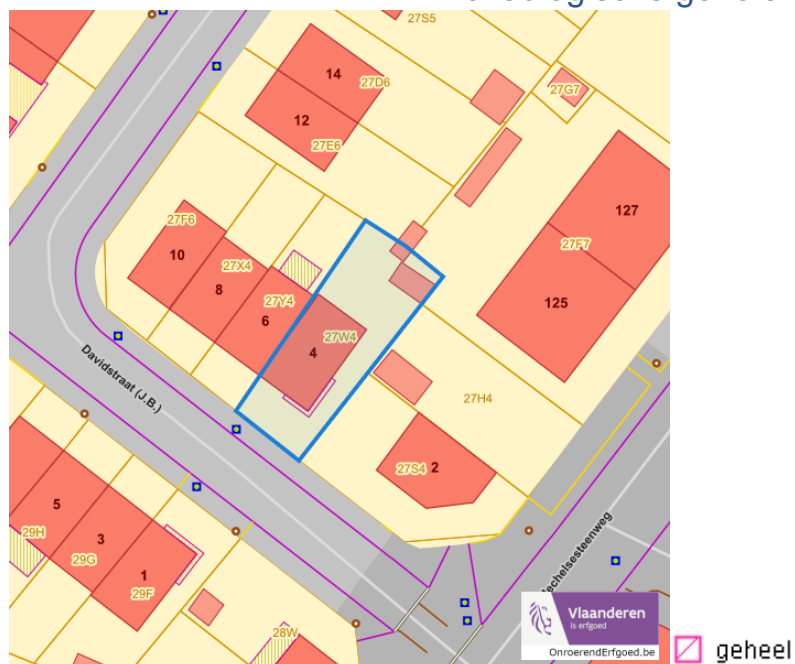 27S5
14
27D6
12
27E6
27G7
127
27F7
125
27F6
10
27X4
8
27Y4
6
27W4
4
27H4
27S4
2
Davidstraat (J.B.)
5
29H
3
29G
1
29F
28W
echelsesteenweg
Vlaanderen
is erfgoed
OnroerendErfgoed.be
geheel